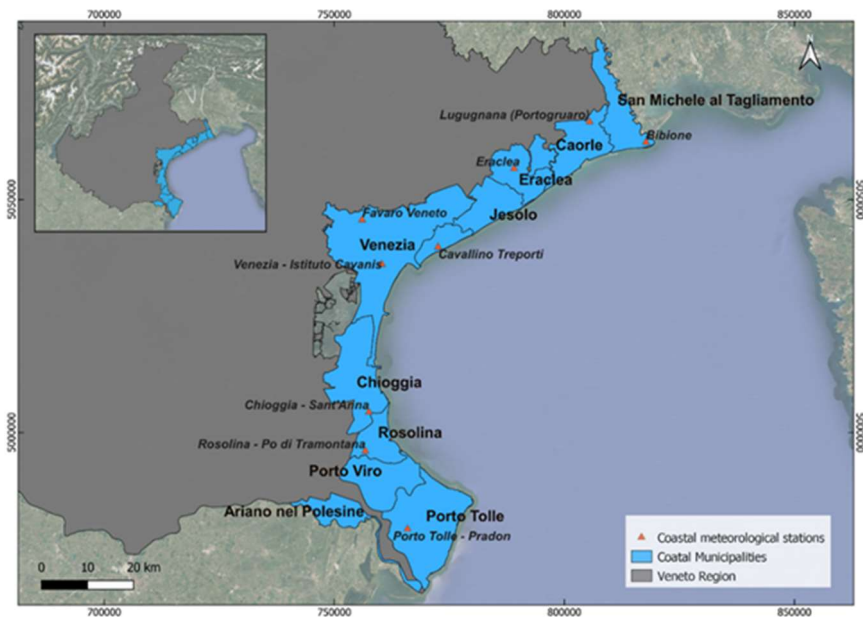 700000
750000
800000
850000
N
San Michele al Tagliamento
Lugugnana (Portogruaro)
Bibione
Caorle
Eraclea
Eraclea
Jesolo
Favaro Veneto
Venezia
Cavallino Treporti
Venezia - Istituto Cavanis
Chioggia
Chioggia - Sant'Anna
Rosolina
Rosolina - Po di Tramontana
Porto Viro
Ariano nel Polesine
Porto Tolle
Porto Tolle - Pradon
5050000
5050000
5000000
5000000
0 10 20 km
Coastal meteorological stations
Coatal Municipalities
Veneto Region
700000
750000
800000
850000